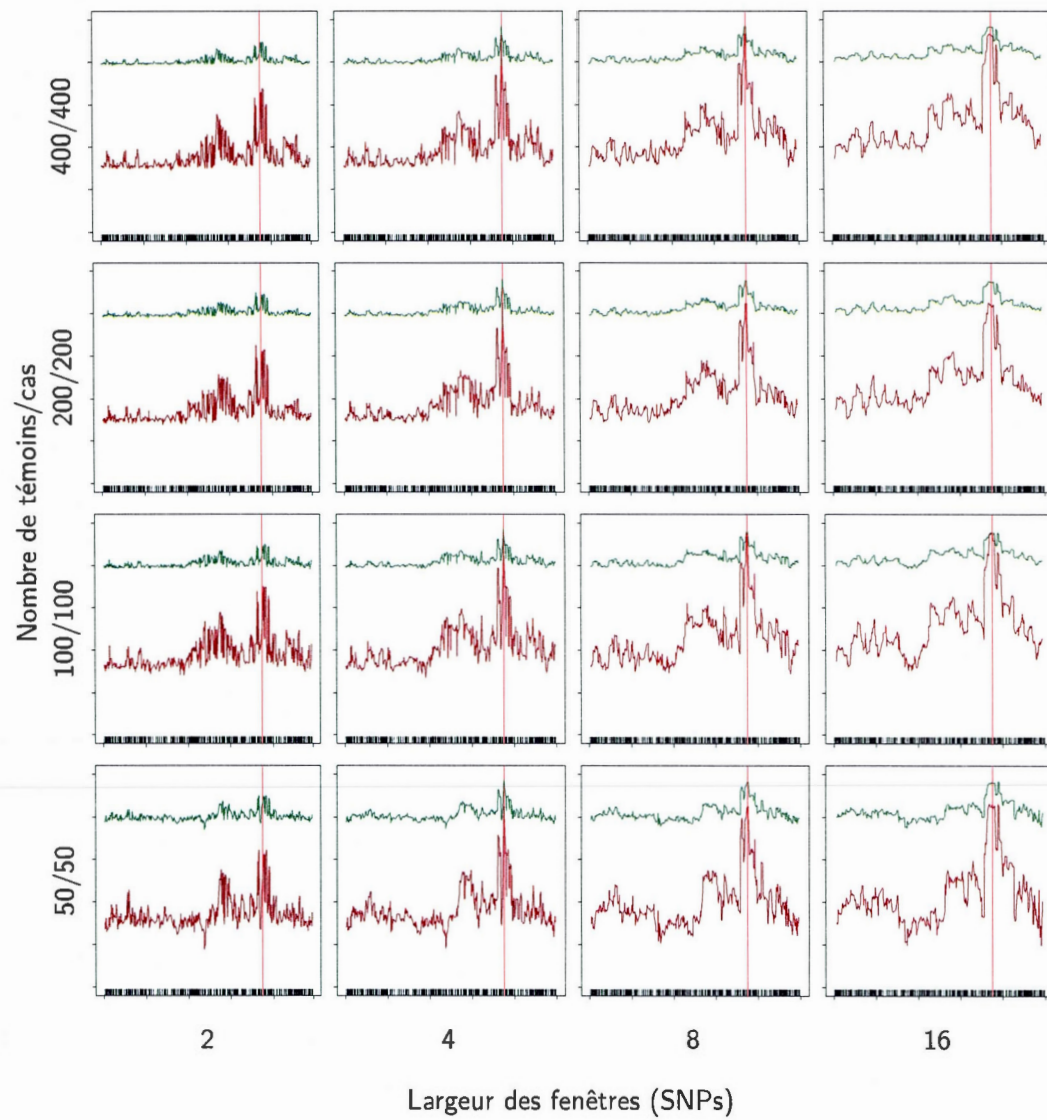 Nombre de témoins/cas
400/400
200/200
100/100
50/50
2 4 8 16
Largeur des fenêtres (SNPs)